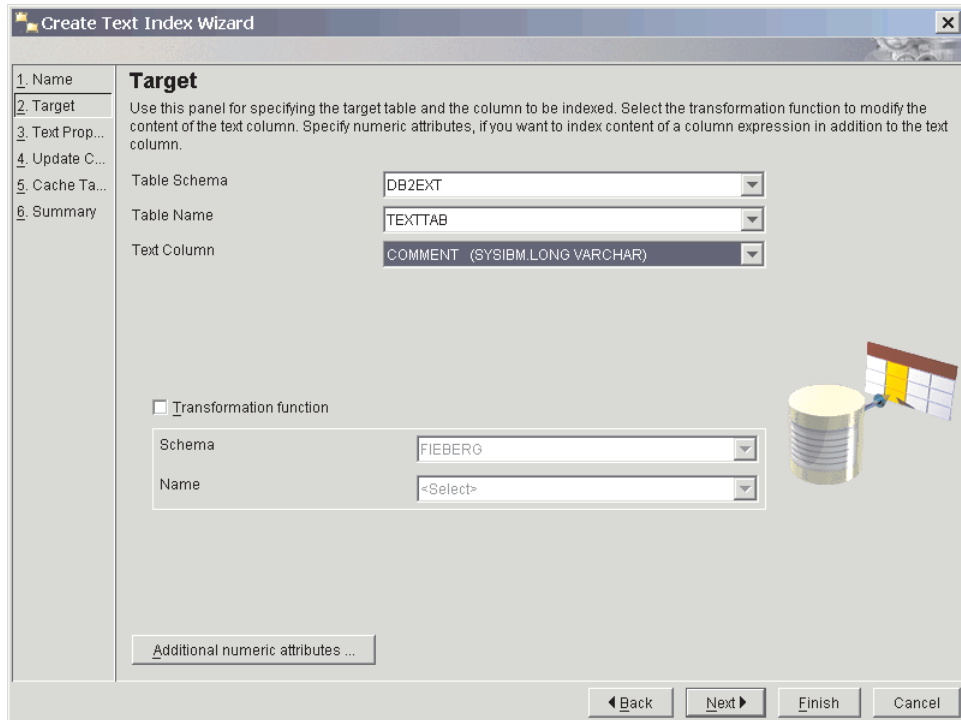 Create Text Index Wizard
1. Name
2. Target
3. Text Prop...
4. Update C...
5. Cache Ta...
6. Summary
Target
Use this panel for specifying the target table and the column to be indexed. Select the transformation function to modify the
content of the text column. Specify numeric attributes, if you want to index content of a column expression in addition to the text
column.
Table Schema
DB2EXT
Table Name
TEXTTAB
Text Column
COMMENT (SYSIBM.LONG VARCHAR)
Transformation function
Schema
FIEBERG
Name
<Select>
Additional numeric attributes ...
Back
Next
Finish
Cancel